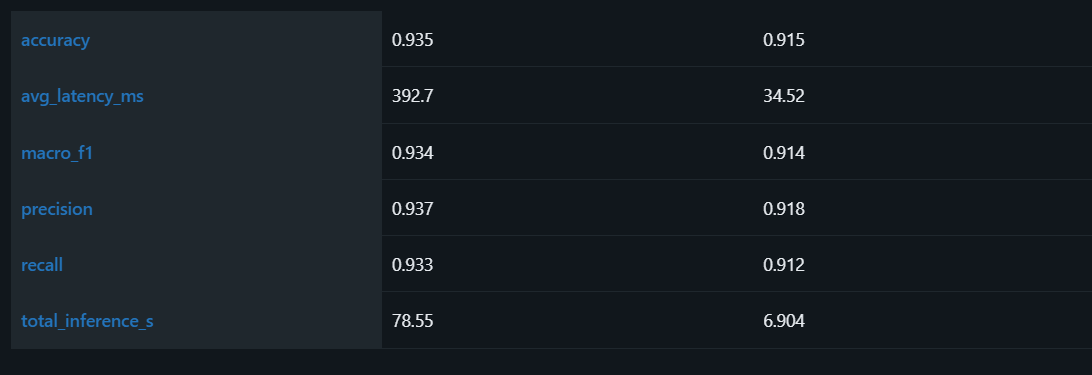 accuracy 0.935 0.915
avg_latency_ms 392.7 34.52
macro_f1 0.934 0.914
precision 0.937 0.918
recall 0.933 0.912
total_inference_s 78.55 6.904